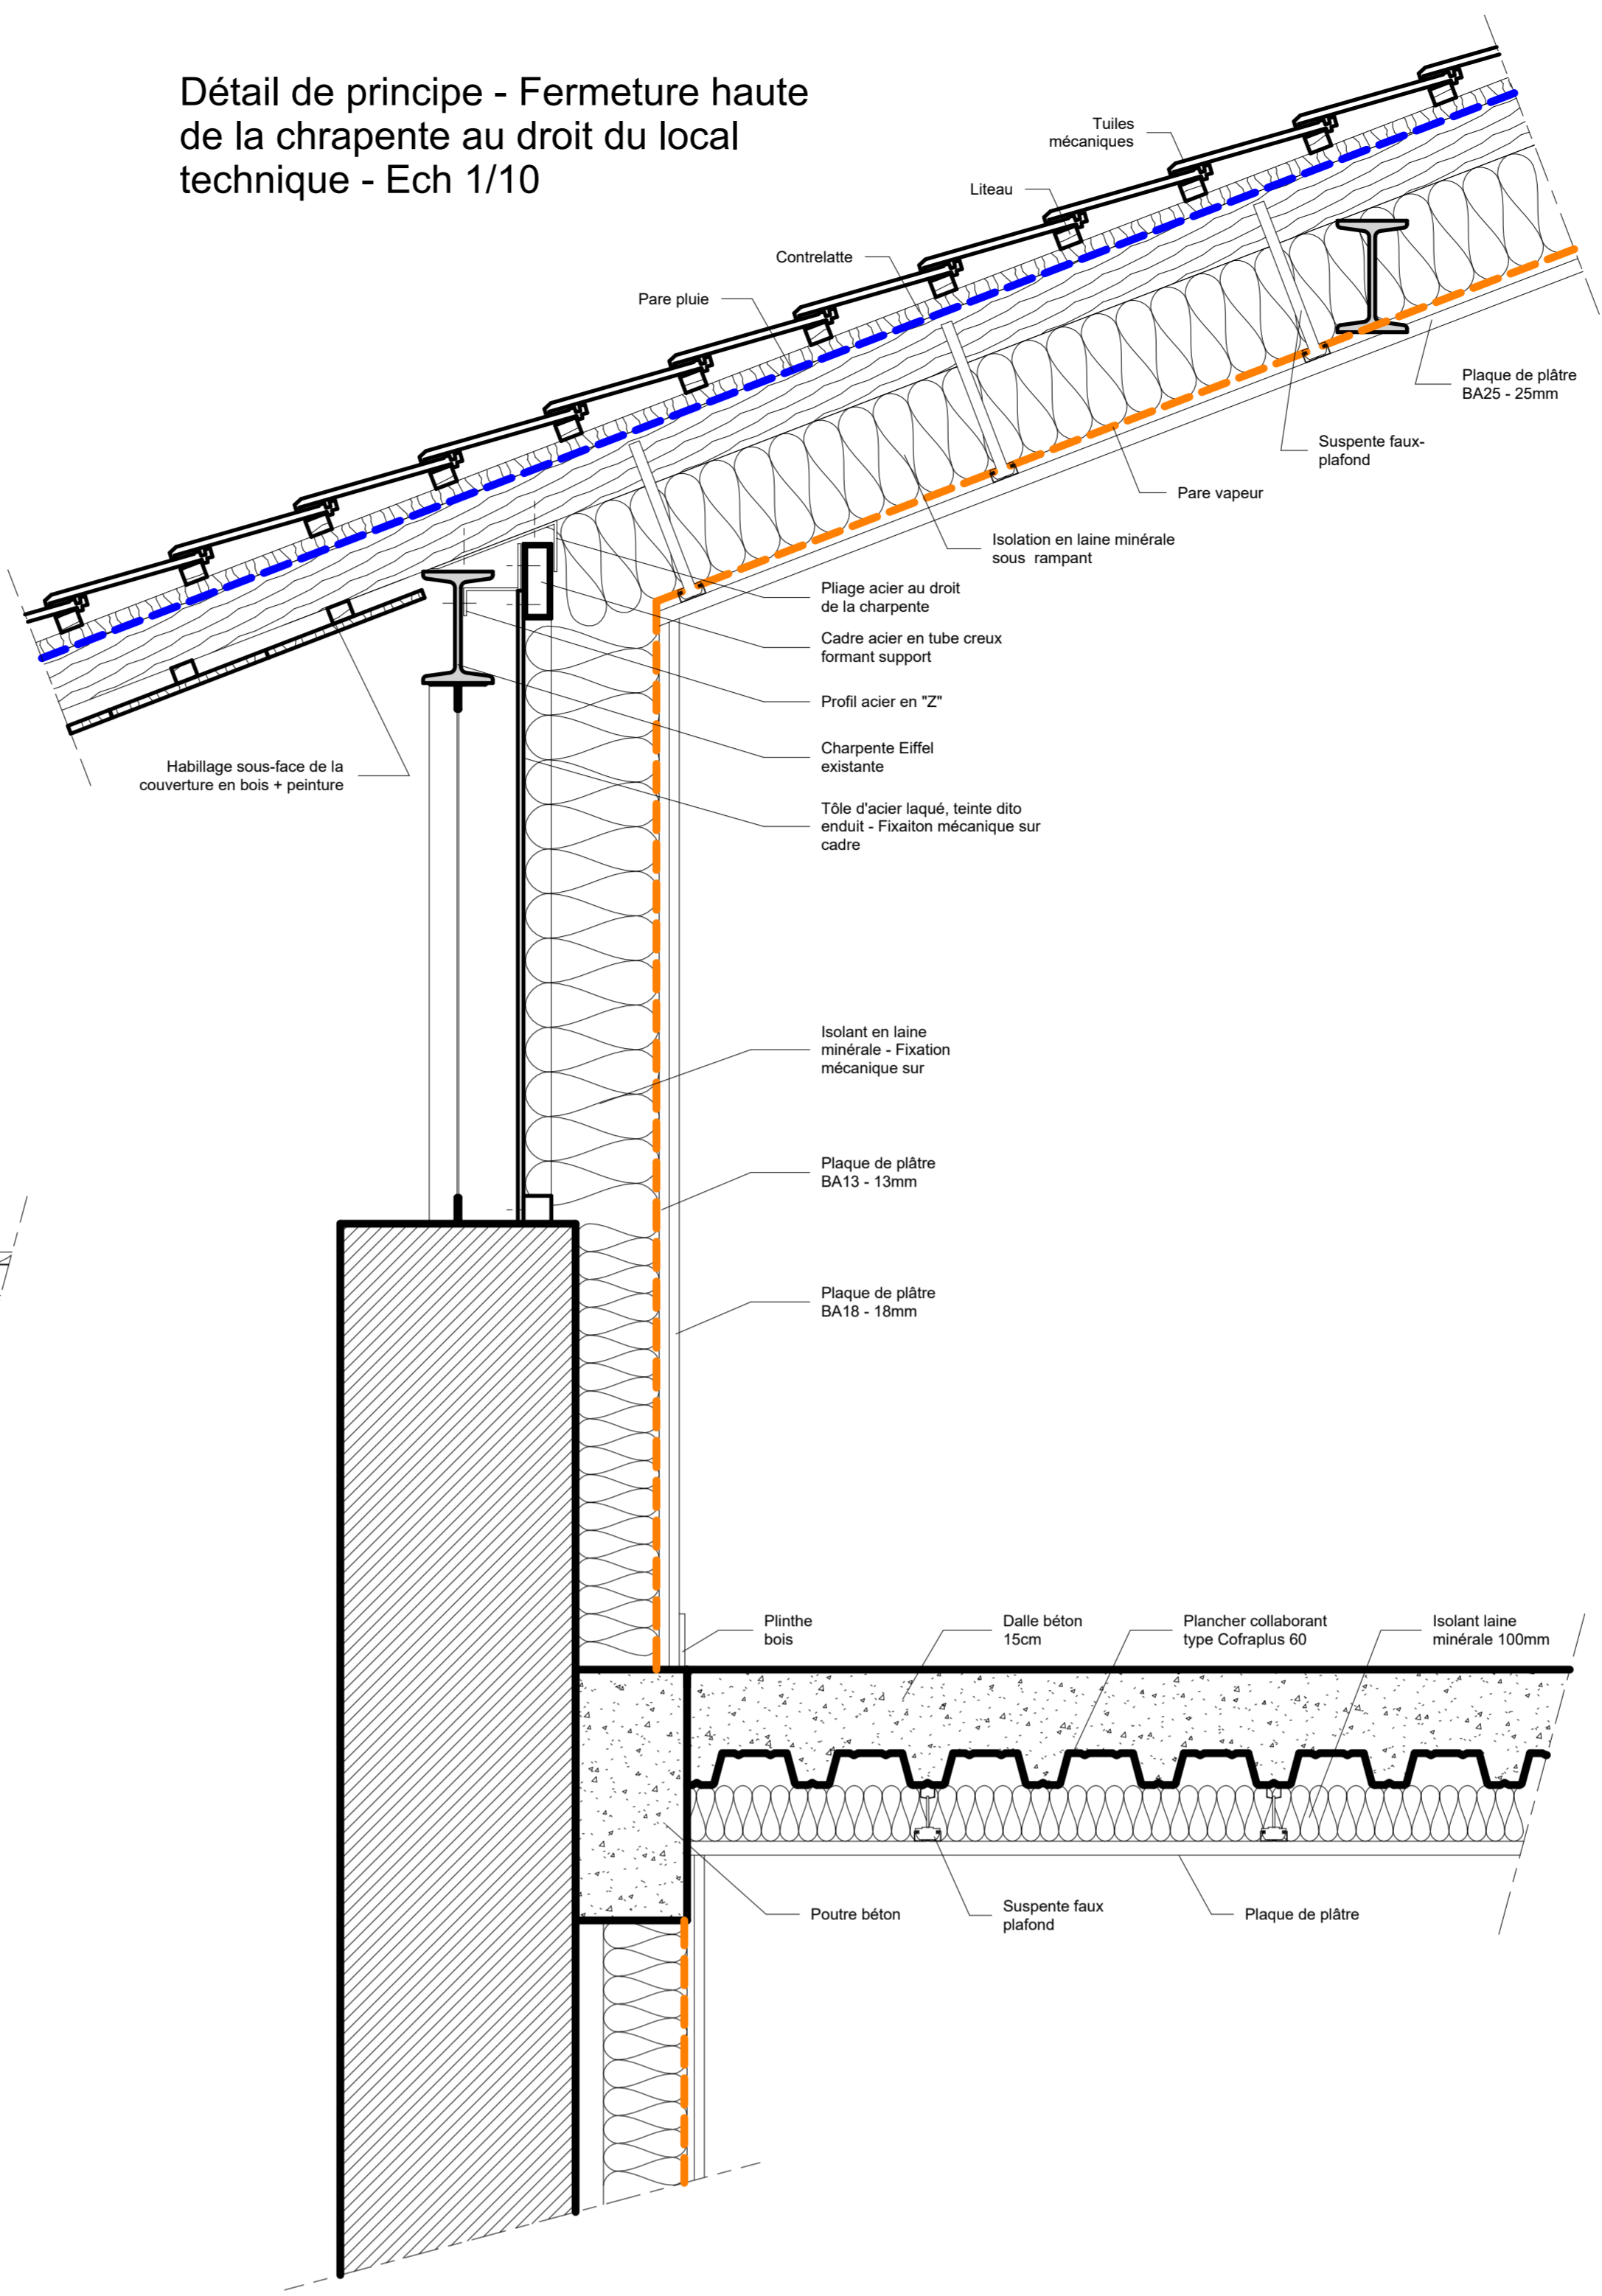 Détail de principe - Fermeture haute
de la chrapente au droit du local
technique - Ech 1/10
Tuiles
mécaniques
Liteau
Contrelatte
Pare pluie
Plaque de plâtre
BA25 - 25mm
Suspente faux-
plafond
Pare vapeur
Isolation en laine minérale
sous rampant
Pliage acier au droit
de la charpente
Cadre acier en tube creux
formant support
Profil acier en "Z"
Charpente Eiffel
existante
Habillage sous-face de la
couverture en bois + peinture
Tôle d'acier laqué, teinte dito
enduit - Fixaiton mécanique sur
cadre
Isolant en laine
minérale - Fixation
mécanique sur
Plaque de plâtre
BA13 - 13mm
Plaque de plâtre
BA18 - 18mm
Plinthe
bois
Dalle béton
15cm
Plancher collaborant
type Cofraplus 60
Isolant laine
minérale 100mm
Poutre béton
Suspente faux
plafond
Plaque de plâtre